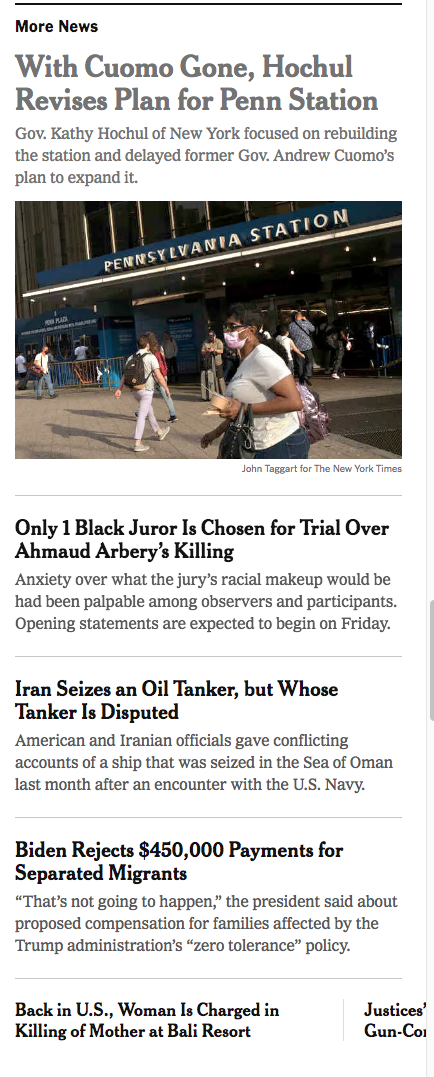 More News
With Cuomo Gone, Hochul
Revises Plan for Penn Station
Gov. Kathy Hochul of New York focused on rebuilding
the station and delayed former Gov. Andrew Cuomo’s
plan to expand it.
PENNSYLVANIA STATION
PENN PLAZA
John Taggart for The New York Times
Only 1 Black Juror Is Chosen for Trial Over
Ahmaud Arbery’s Killing
Anxiety over what the jury’s racial makeup would be
had been palpable among observers and participants.
Opening statements are expected to begin on Friday.
Iran Seizes an Oil Tanker, but Whose
Tanker Is Disputed
American and Iranian officials gave conflicting
accounts of a ship that was seized in the Sea of Oman
last month after an encounter with the U.S. Navy.
Biden Rejects $450,000 Payments for
Separated Migrants
“That’s not going to happen,” the president said about
proposed compensation for families affected by the
Trump administration’s “zero tolerance” policy.
Back in U.S., Woman Is Charged in
Killing of Mother at Bali Resort
Justices’
Gun-Co